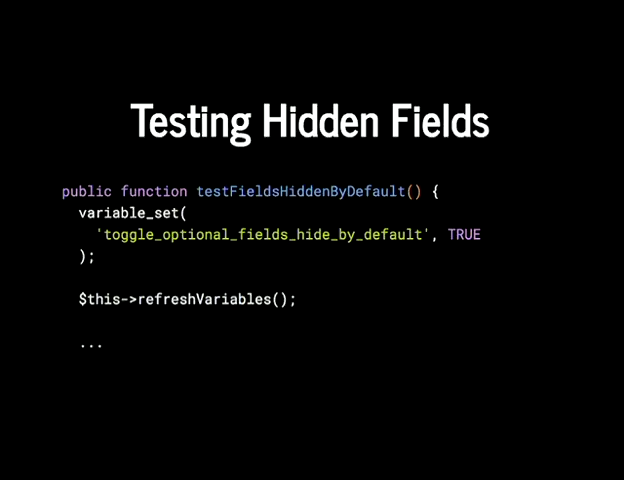 Testing Hidden Fields
public function testFieldsHiddenByDefault() {
variable_set(
'toggle_optional_fields_hide_by_default', TRUE
);
$this->refreshVariables();
...